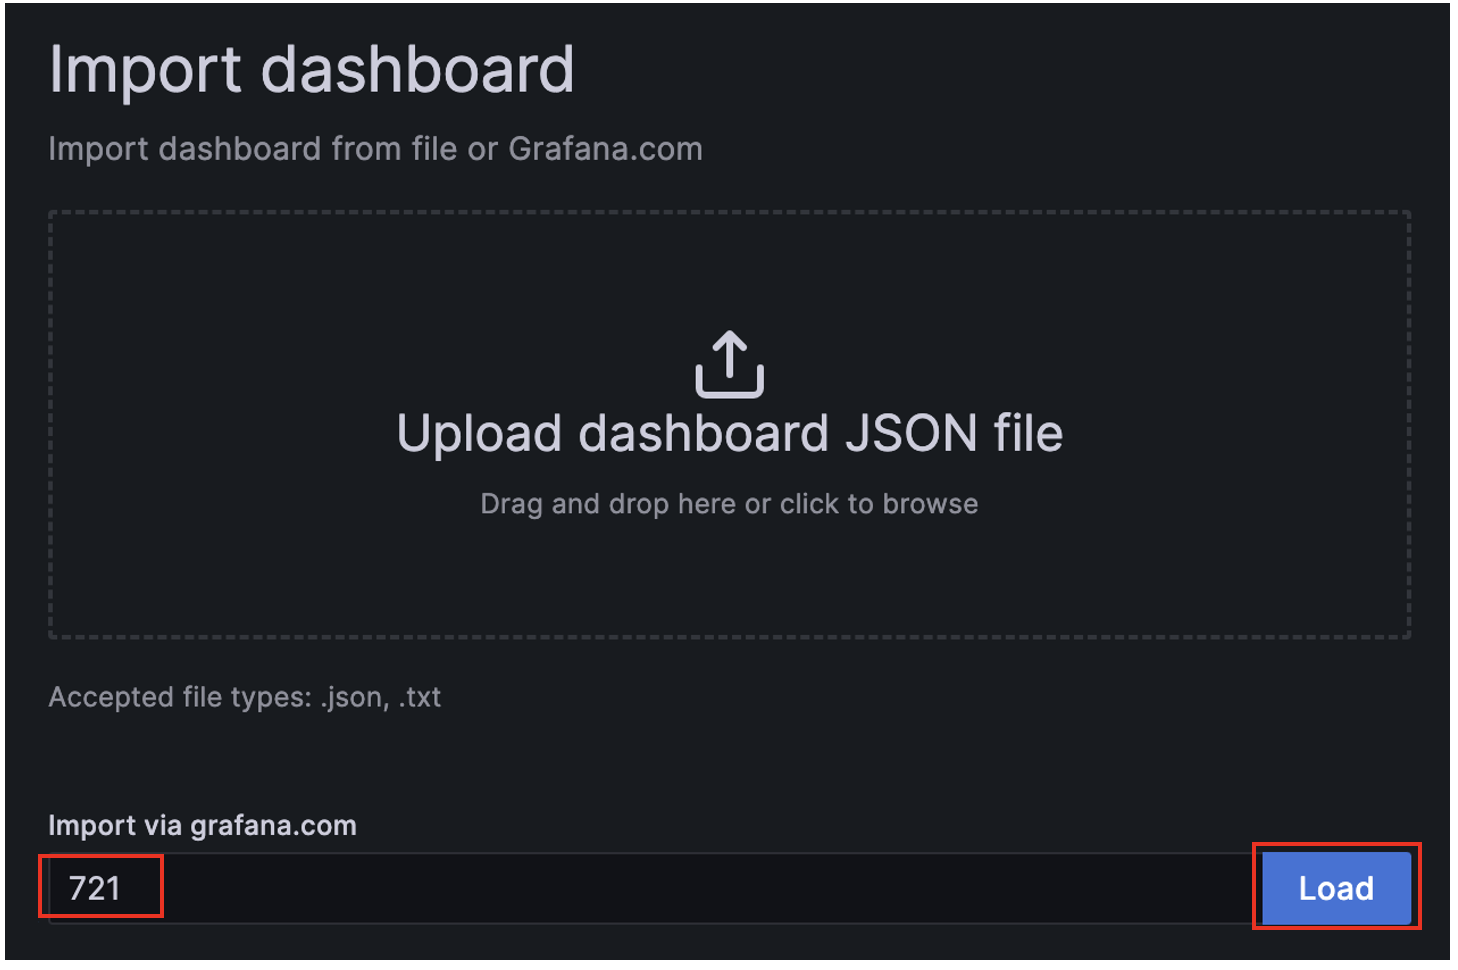 Import dashboard
Import dashboard from file or Grafana.com
Upload dashboard JSON file
Drag and drop here or click to browse
Accepted file types: .json, .txt
Import via grafana.com
721
Load